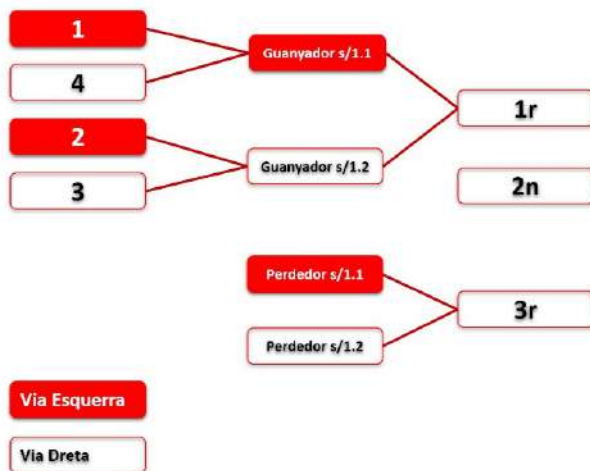 1
Guanyador s/1.1
4
1r
2
Guanyador s/1.2
3
2n
Perdedor s/1.1
3r
Perdedor s/1.2
Via Esquerra
Via Dreta